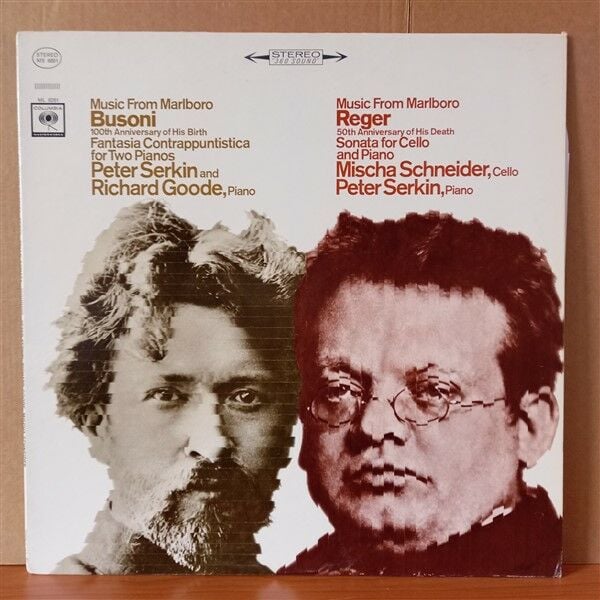 STEREO
STEREO
"360 SOUND"
COLUMBIA
MASTERWORKS
Music From Marlboro
Busoni
100th Anniversary of His Birth
Fantasia Contrappuntistica
for Two Pianos
Peter Serkin and
Richard Goode, Piano
Music From Marlboro
Reger
50th Anniversary of His Death
Sonata for Cello
and Piano
Mischa Schneider, Cello
Peter Serkin, Piano